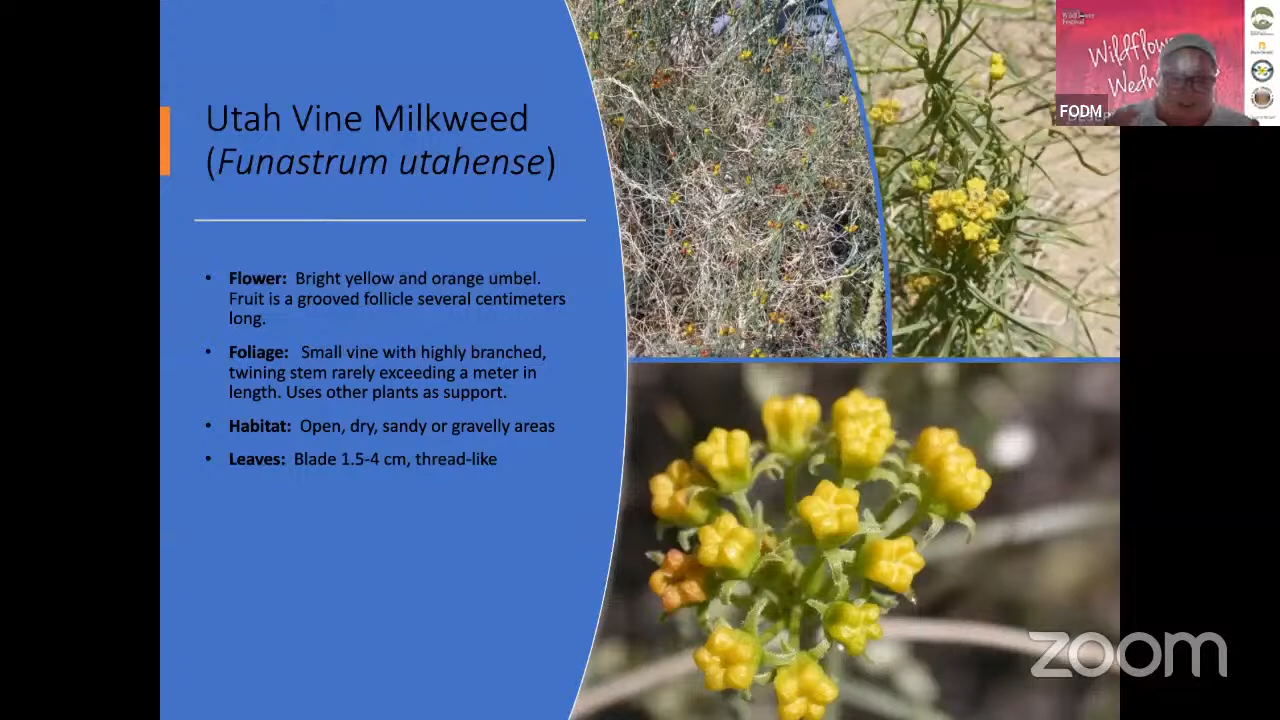 Utah Vine Milkweed
(Funastrum utahense)
• Flower: Bright yellow and orange umbel.
Fruit is a grooved follicle several centimeters
long.
• Foliage: Small vine with highly branched,
twining stem rarely exceeding a meter in
length. Uses other plants as support.
• Habitat: Open, dry, sandy or gravelly areas
• Leaves: Blade 1.5-4 cm, thread-like
Wildflower
Festival
FODM
zoom